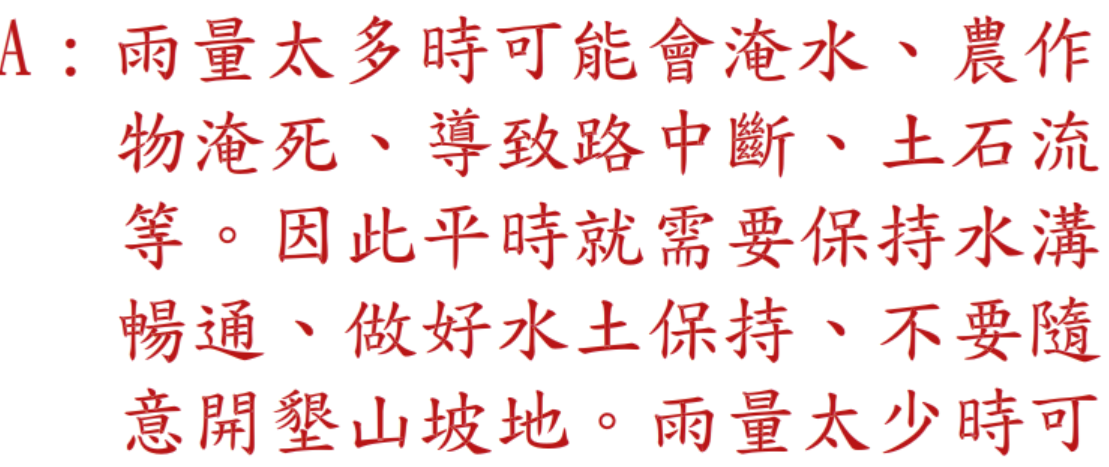 A：雨量太多時可能會淹水、農作
物淹死、導致路中斷、土石流
等。因此平時就需要保持水溝
暢通、做好水土保持、不要隨
意開墾山坡地。雨量太少時可